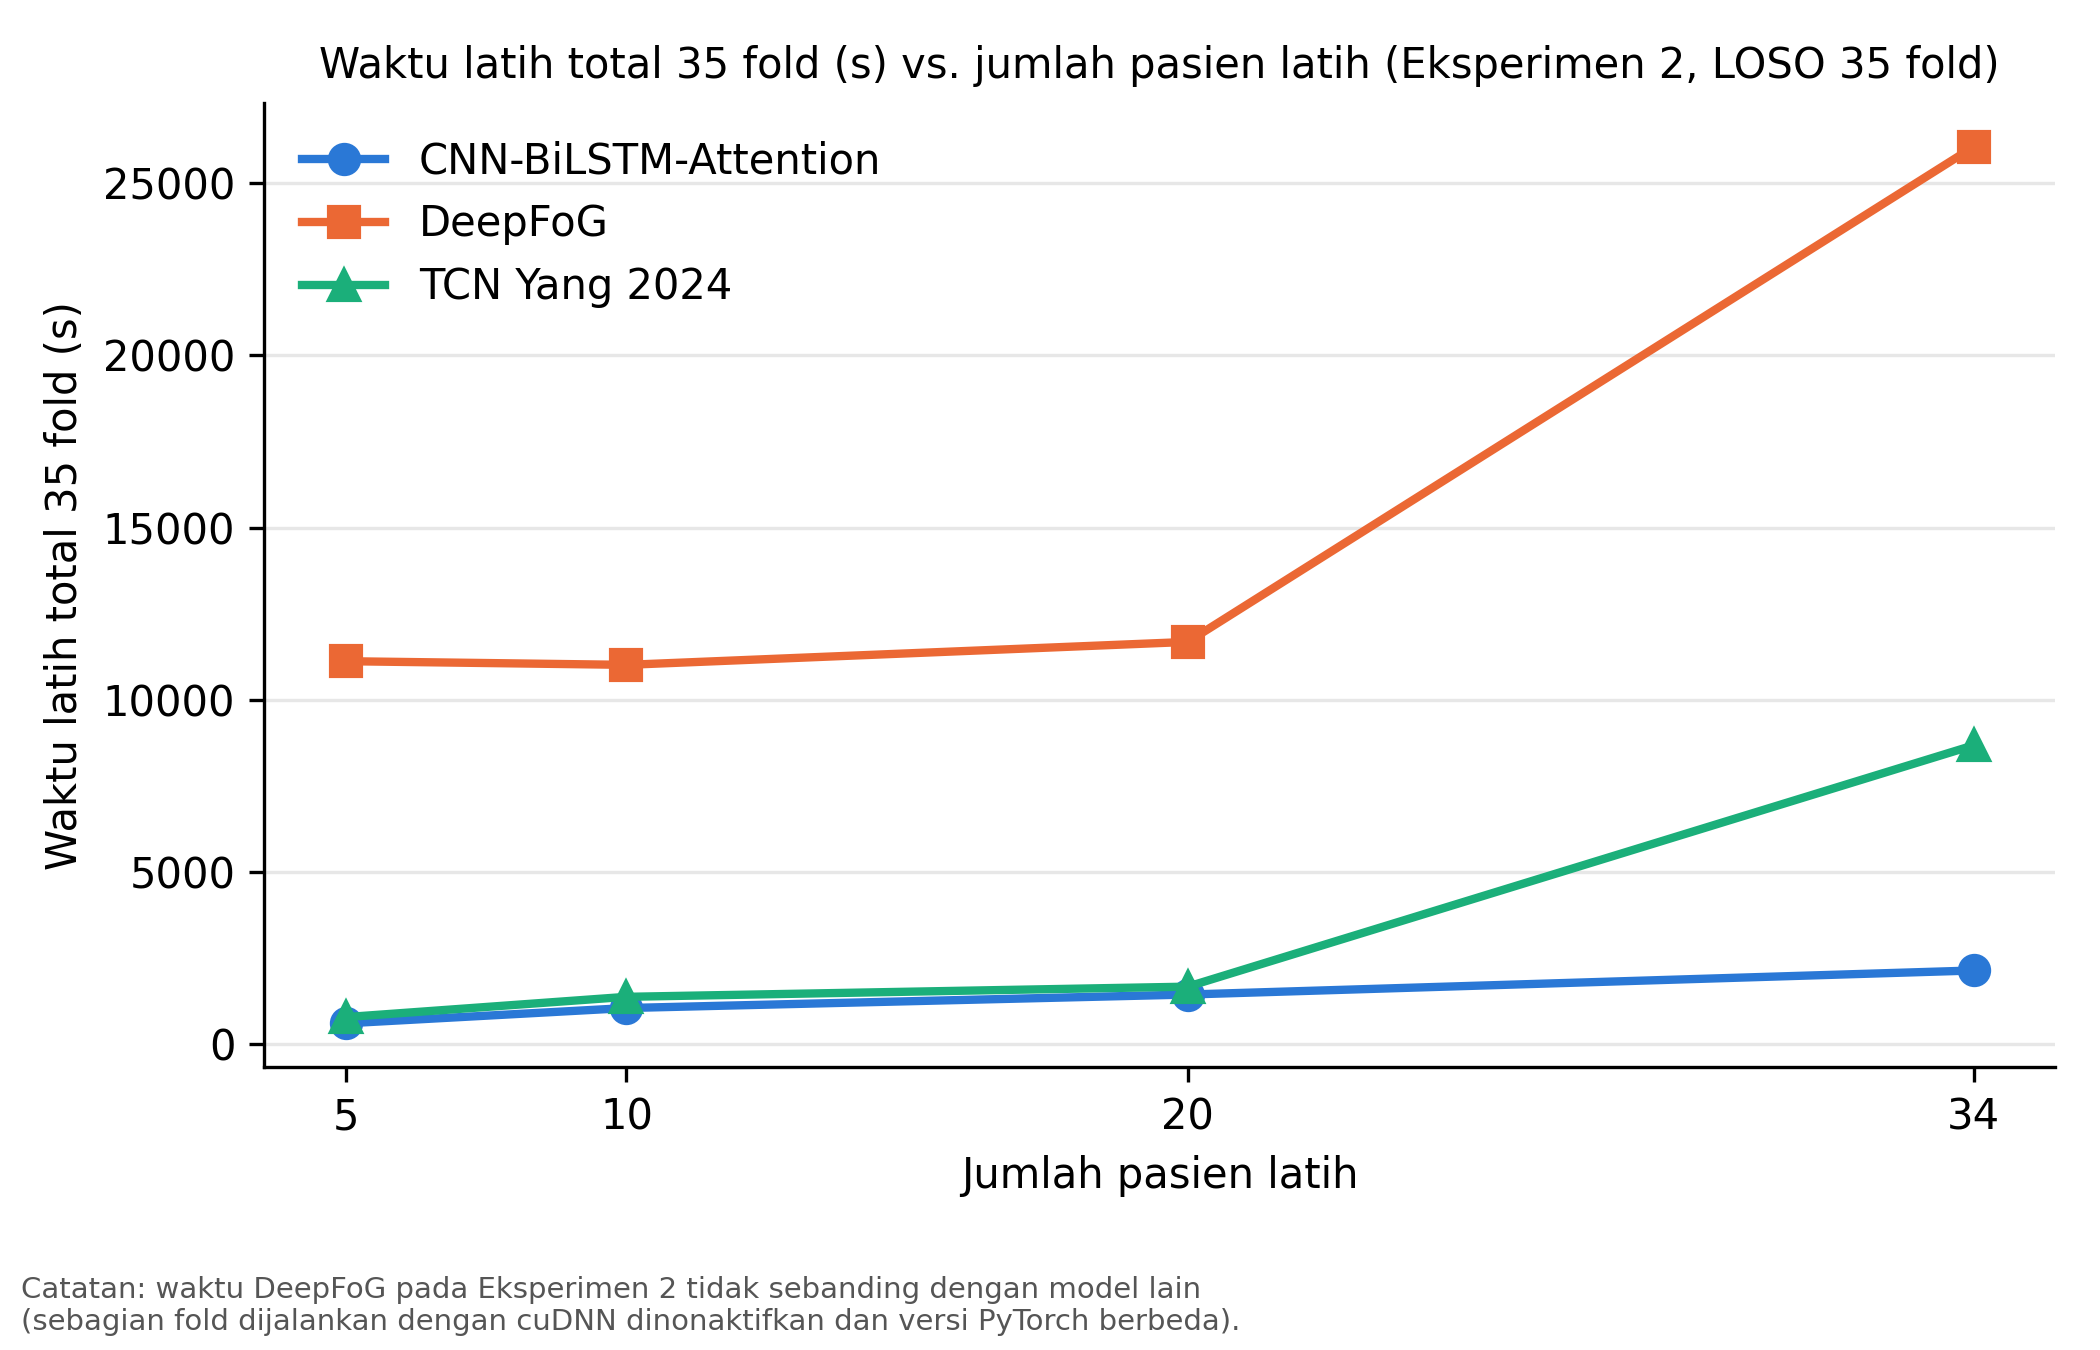 Waktu latih total 35 fold (s) vs. jumlah pasien latih (Eksperimen 2, LOSO 35 fold)
CNN-BiLSTM-Attention
DeepFoG
TCN Yang 2024
Waktu latih total 35 fold (s)
25000
20000
15000
10000
5000
0
5
10
20
34
Jumlah pasien latih
Catatan: waktu DeepFoG pada Eksperimen 2 tidak sebanding dengan model lain
(sebagian fold dijalankan dengan cuDNN dinonaktifkan dan versi PyTorch berbeda).